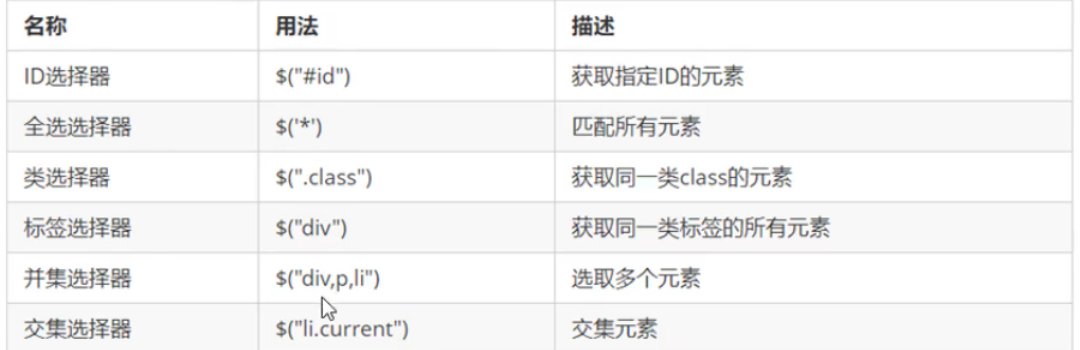 名称 用法 描述
ID选择器 $("#id") 获取指定ID的元素
全选选择器 $('*') 匹配所有元素
类选择器 $(".class") 获取同一类class的元素
标签选择器 $("div") 获取同一类标签的所有元素
并集选择器 $("div,p,li") 选取多个元素
交集选择器 $("li.current") 交集元素